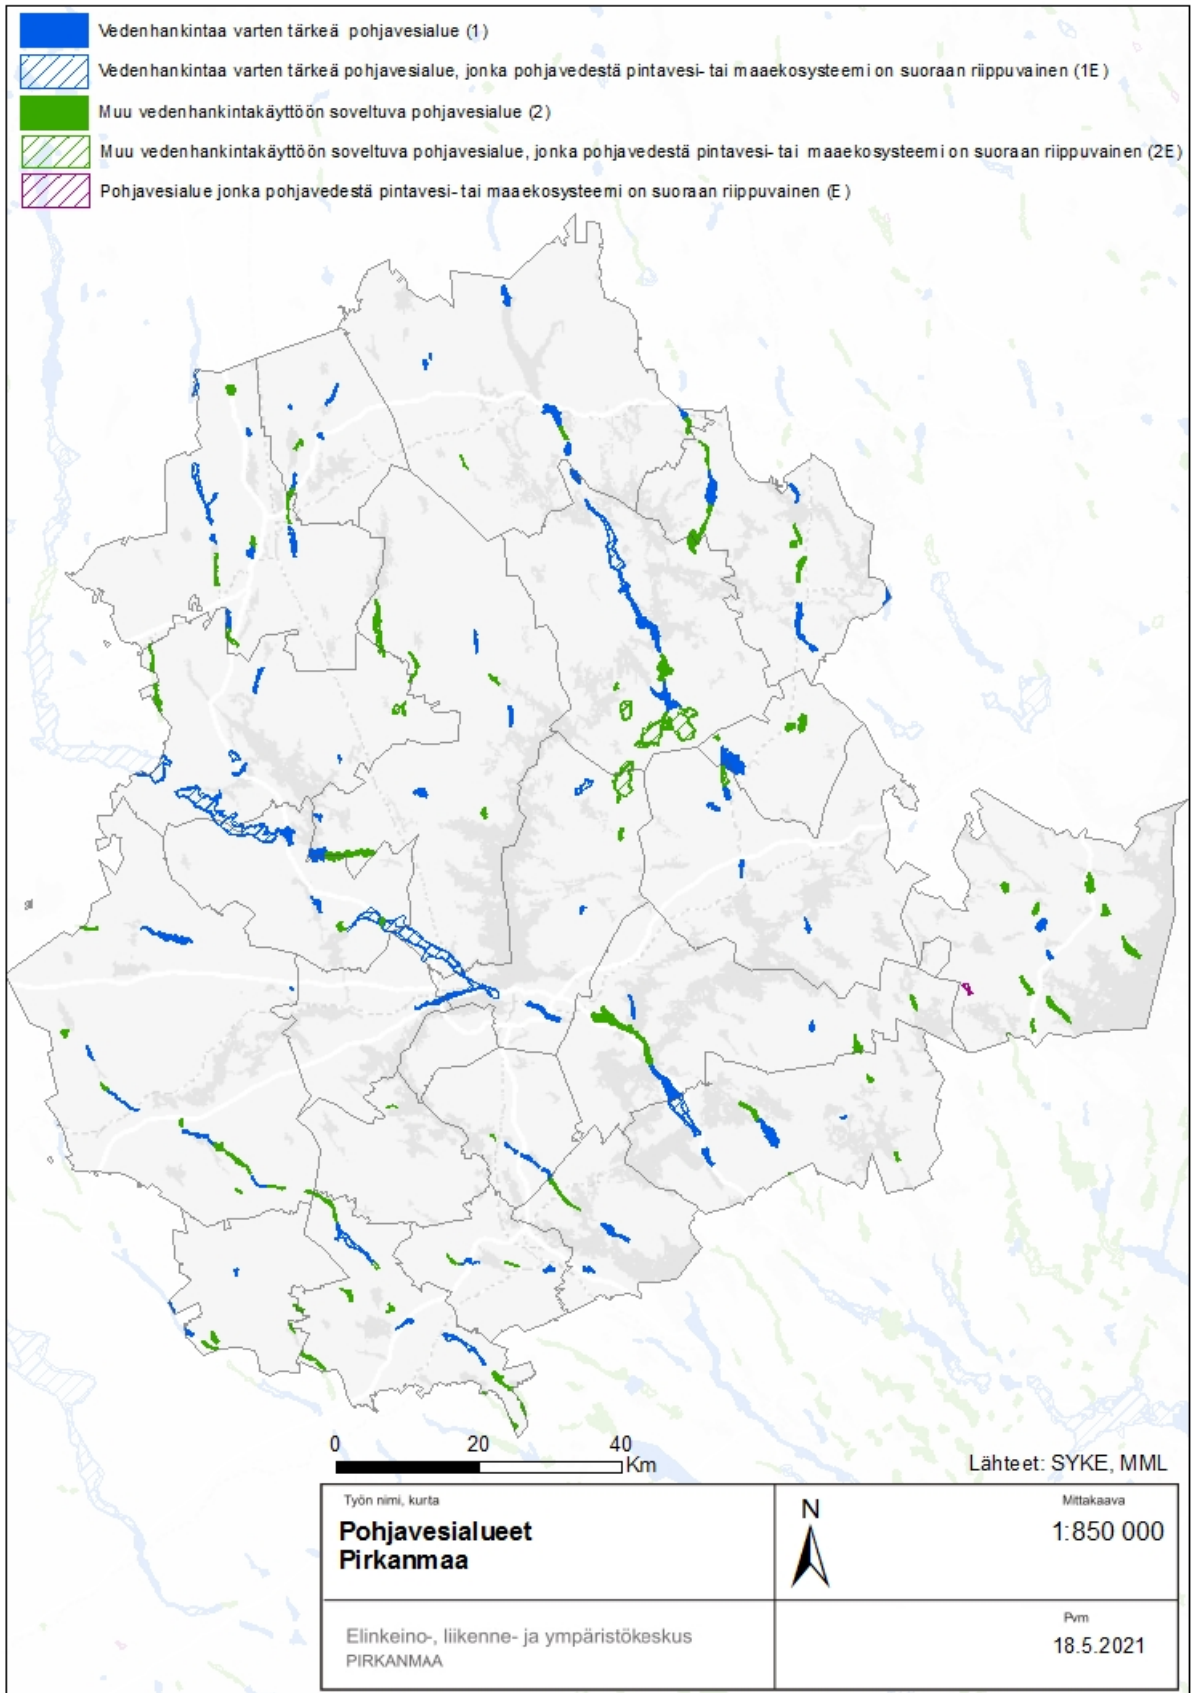 Vedenhankintaa varten tärkeä pohjavesialue (1)
Vedenhankintaa varten tärkeä pohjavesialue, jonka pohjavedestä pintavesi- tai maaekosysteemi on suoraan riippuvainen (1E)
Muu vedenhankintakäyttöön soveltuva pohjavesialue (2)
Muu vedenhankintakäyttöön soveltuva pohjavesialue, jonka pohjavedestä pintavesi- tai maaekosysteemi on suoraan riippuvainen (2E)
Pohjavesialue jonka pohjavedestä pintavesi- tai maaekosysteemi on suoraan riippuvainen (E)
0 20 40
Km
Lähteet: SYKE, MML
Työn nimi, kunta
Pohjavesialueet
Pirkanmaa
N
Mittakaava
1:850 000
Elinkeino-, liikenne- ja ympäristökeskus
PIRKANMAA
Pvm
18.5.2021